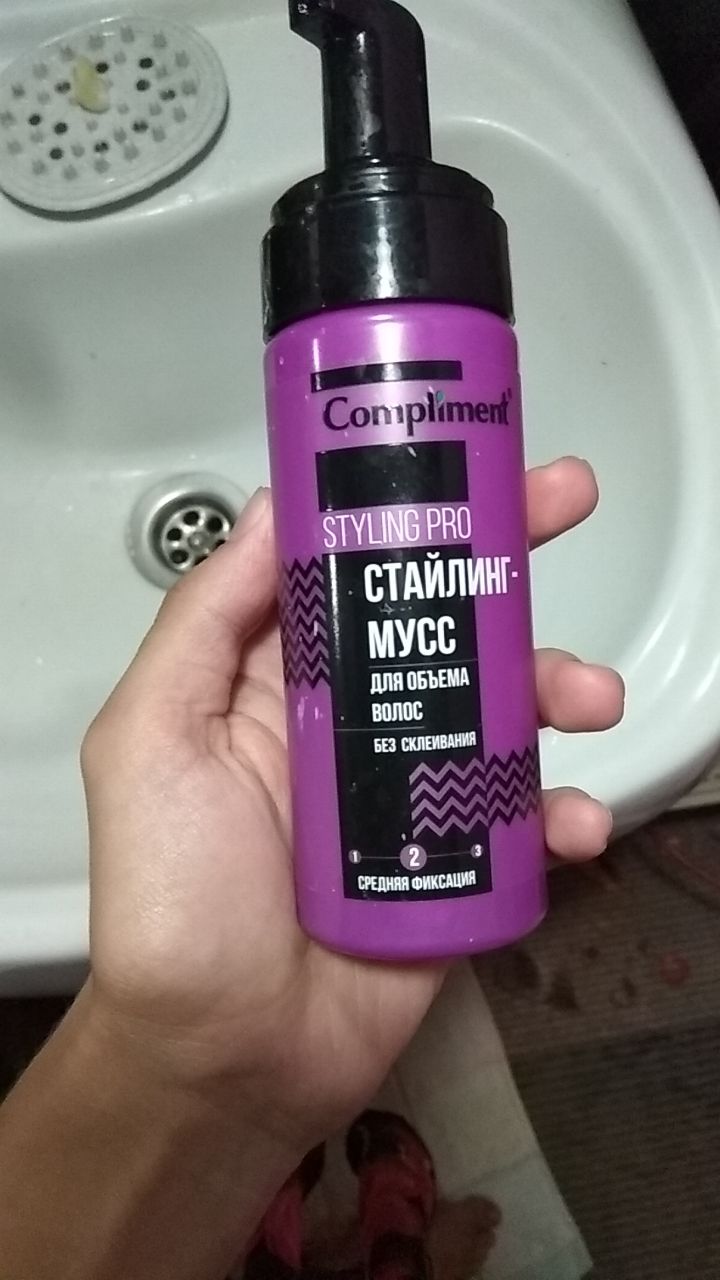 Compliment
STYLING PRO
СТАЙЛИНГ-
МУСС
ДЛЯ ОБЪЕМА
ВОЛОС
БЕЗ СКЛЕИВАНИЯ
1 2 3
СРЕДНЯЯ ФИКСАЦИЯ